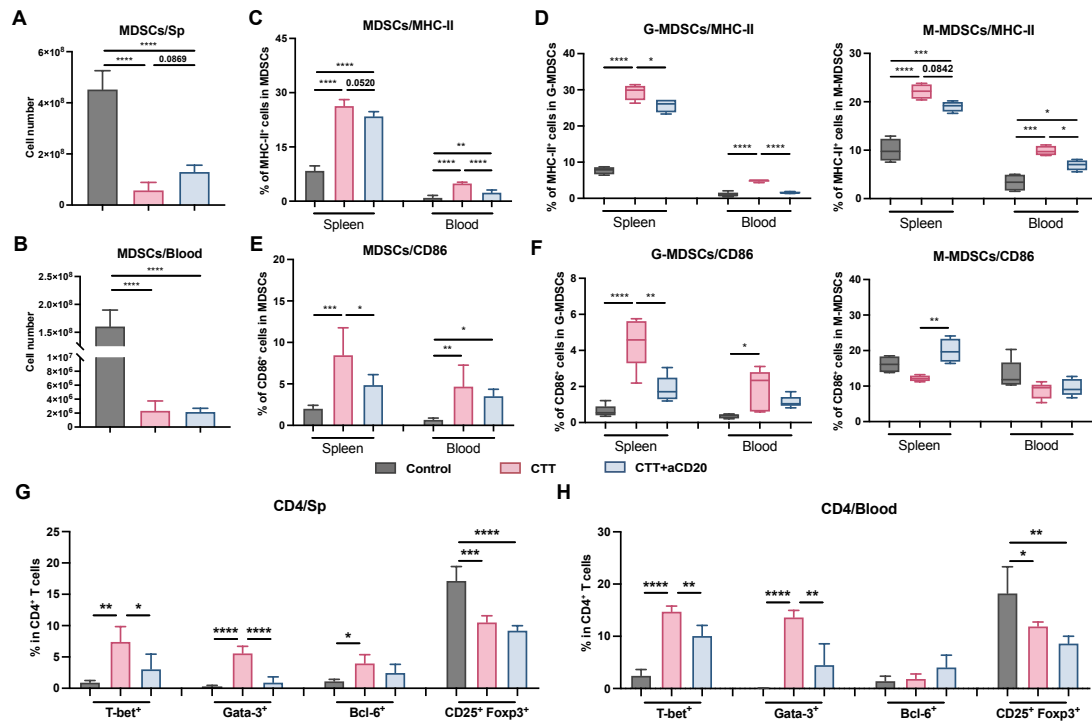 A
MDSCs/Sp
Cell number
6×10⁸
4×10⁸
2×10⁸
0
****
**** 0.0869
B
MDSCs/Blood
Cell number
2.5×10⁸
2.0×10⁸
1.5×10⁸
1.0×10⁸
1×10⁷
8×10⁶
6×10⁶
4×10⁶
2×10⁶
0
****
****
C
MDSCs/MHC-II
% of MHC-II⁺ cells in MDSCs
40
30
20
10
0
****
**** 0.0520
**
**** ****
Spleen Blood
D
G-MDSCs/MHC-II
% of MHC-II⁺ cells in G-MDSCs
40
30
20
10
0
**** *
**** ****
Spleen Blood
M-MDSCs/MHC-II
% of MHC-II⁺ cells in M-MDSCs
30
20
10
0
***
**** 0.0842
*
*** *
Spleen Blood
E
MDSCs/CD86
% of CD86⁺ cells in MDSCs
20
15
10
5
0
*** *
*
**
Spleen Blood
F
G-MDSCs/CD86
% of CD86⁺ cells in G-MDSCs
8
6
4
2
0
**** **
*
Spleen Blood
M-MDSCs/CD86
% of CD86⁺ cells in M-MDSCs
40
30
20
10
0
**
Spleen Blood
Control CTT CTT+aCD20
G
CD4/Sp
% in CD4⁺ T cells
25
20
15
10
5
0
** *
**** ****
*
****
***
T-bet⁺ Gata-3⁺ Bcl-6⁺ CD25⁺ Foxp3⁺
H
CD4/Blood
% in CD4⁺ T cells
30
20
10
0
**** **
**** **
**
*
T-bet⁺ Gata-3⁺ Bcl-6⁺ CD25⁺ Foxp3⁺